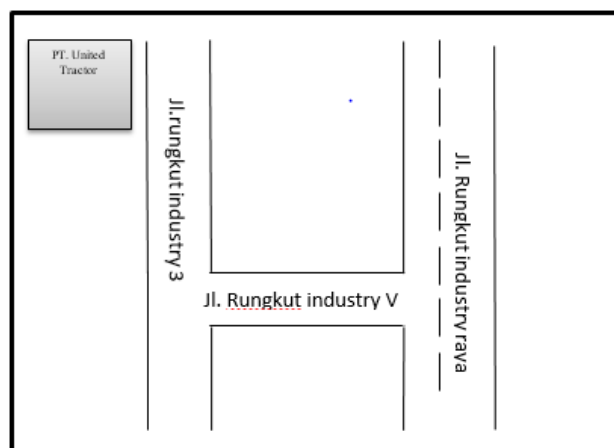 PT. United
Tractor
Jl.rungkut industry 3
Jl. Rungkut industry V
Jl. Rungkut industry raya